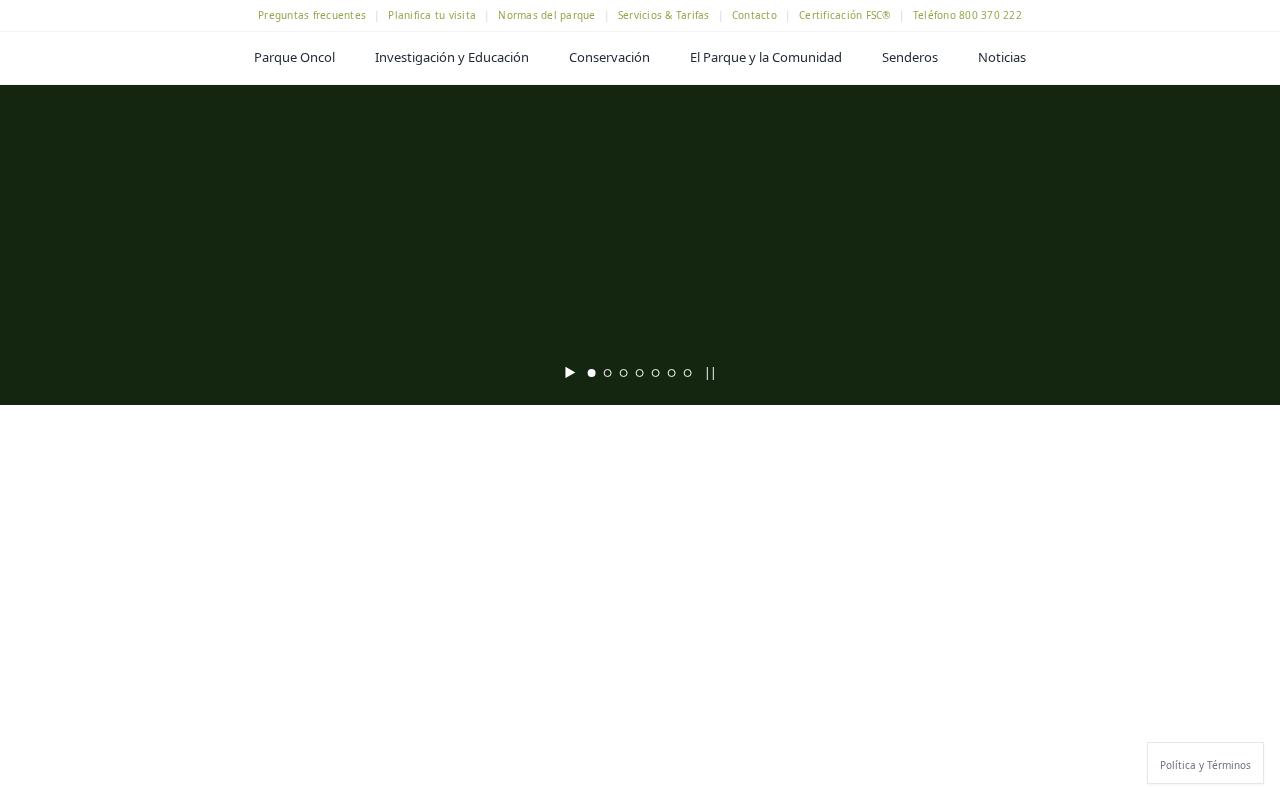 Preguntas frecuentes | Planifica tu visita | Normas del parque | Servicios & Tarifas | Contacto | Certificación FSC® | Teléfono 800 370 222
Parque Oncol Investigación y Educación Conservación El Parque y la Comunidad Senderos Noticias
Política y Términos